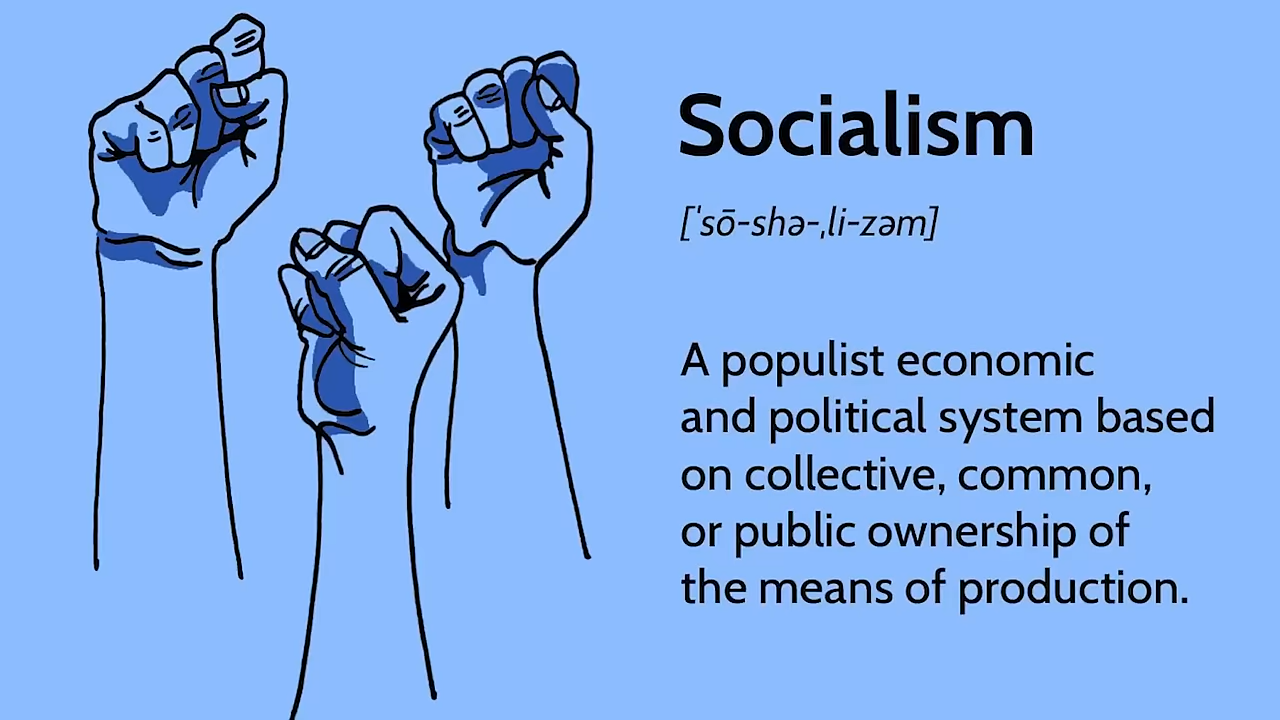 Socialism
[ˈsō-shə-ˌli-zəm]
A populist economic
and political system based
on collective, common,
or public ownership of
the means of production.